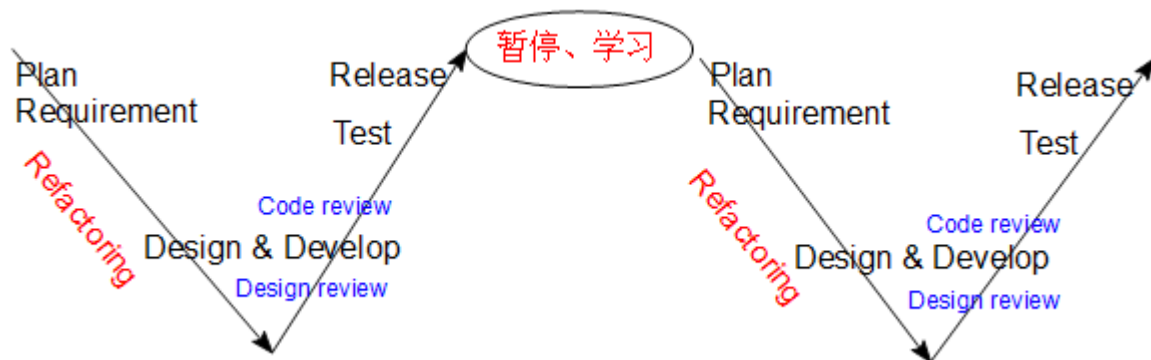 暂停、学习
Plan
Requirement
Refactoring
Release
Test
Code review
Design & Develop
Design review
Plan
Requirement
Refactoring
Release
Test
Code review
Design & Develop
Design review